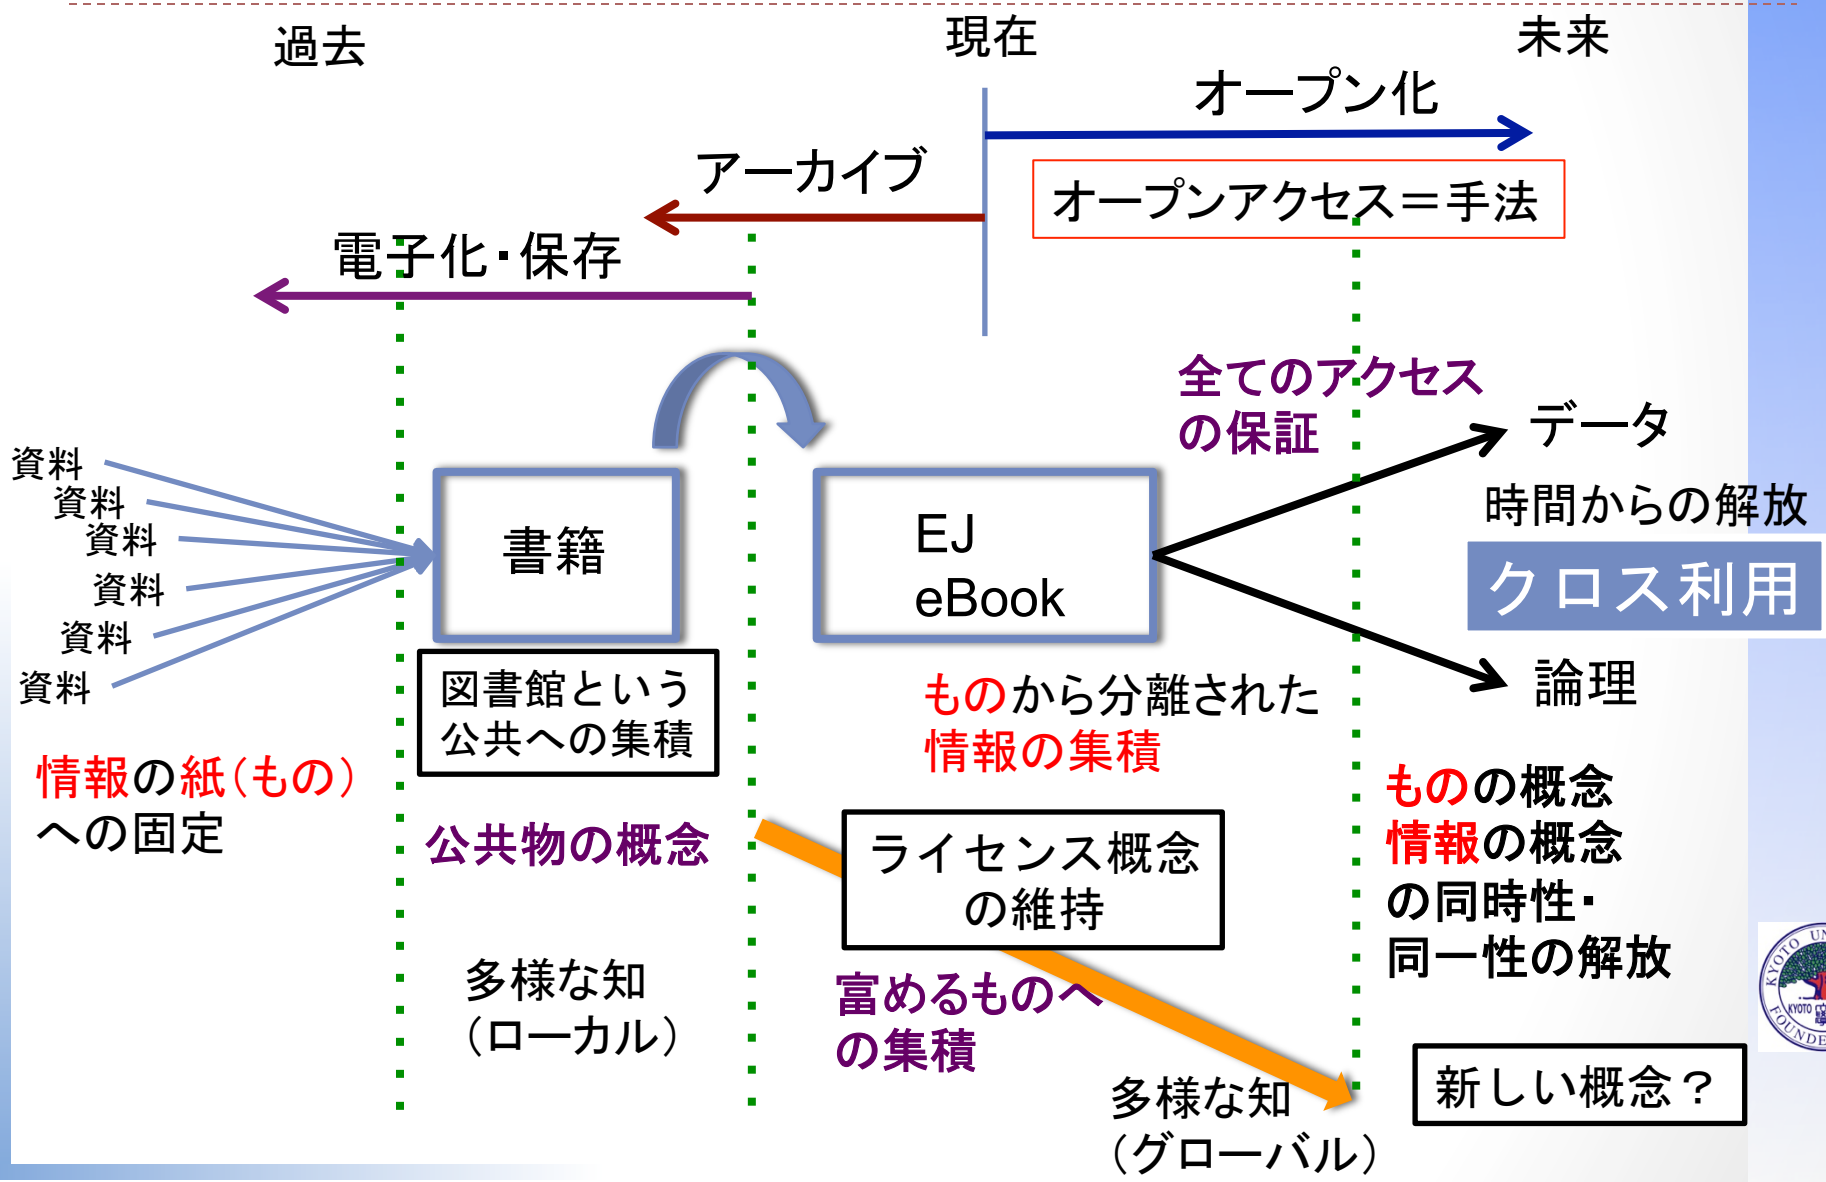 過去
現在
未来
オープン化
アーカイブ
オープンアクセス＝手法
電子化・保存
全てのアクセス
の保証
データ
資料
資料
資料
資料
資料
資料
書籍
EJ
eBook
時間からの解放
クロス利用
論理
図書館という
公共への集積
ものから分離された
情報の集積
情報の紙（もの）
への固定
公共物の概念
ライセンス概念
の維持
ものの概念
情報の概念
の同時性・
同一性の解放
多様な知
（ローカル）
富めるものへ
の集積
多様な知
（グローバル）
新しい概念？
KYOTO UN
KYOTO
FOUNDE